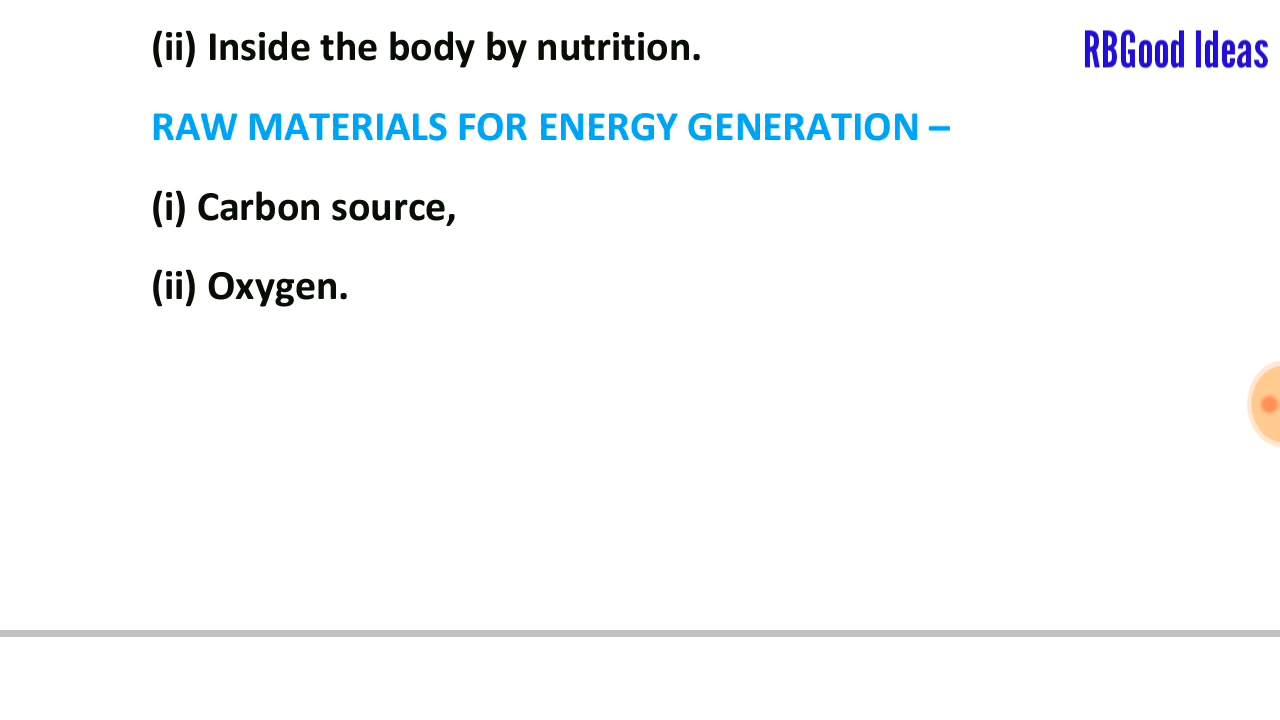 (ii) Inside the body by nutrition.
RBGood Ideas
RAW MATERIALS FOR ENERGY GENERATION –
(i) Carbon source,
(ii) Oxygen.